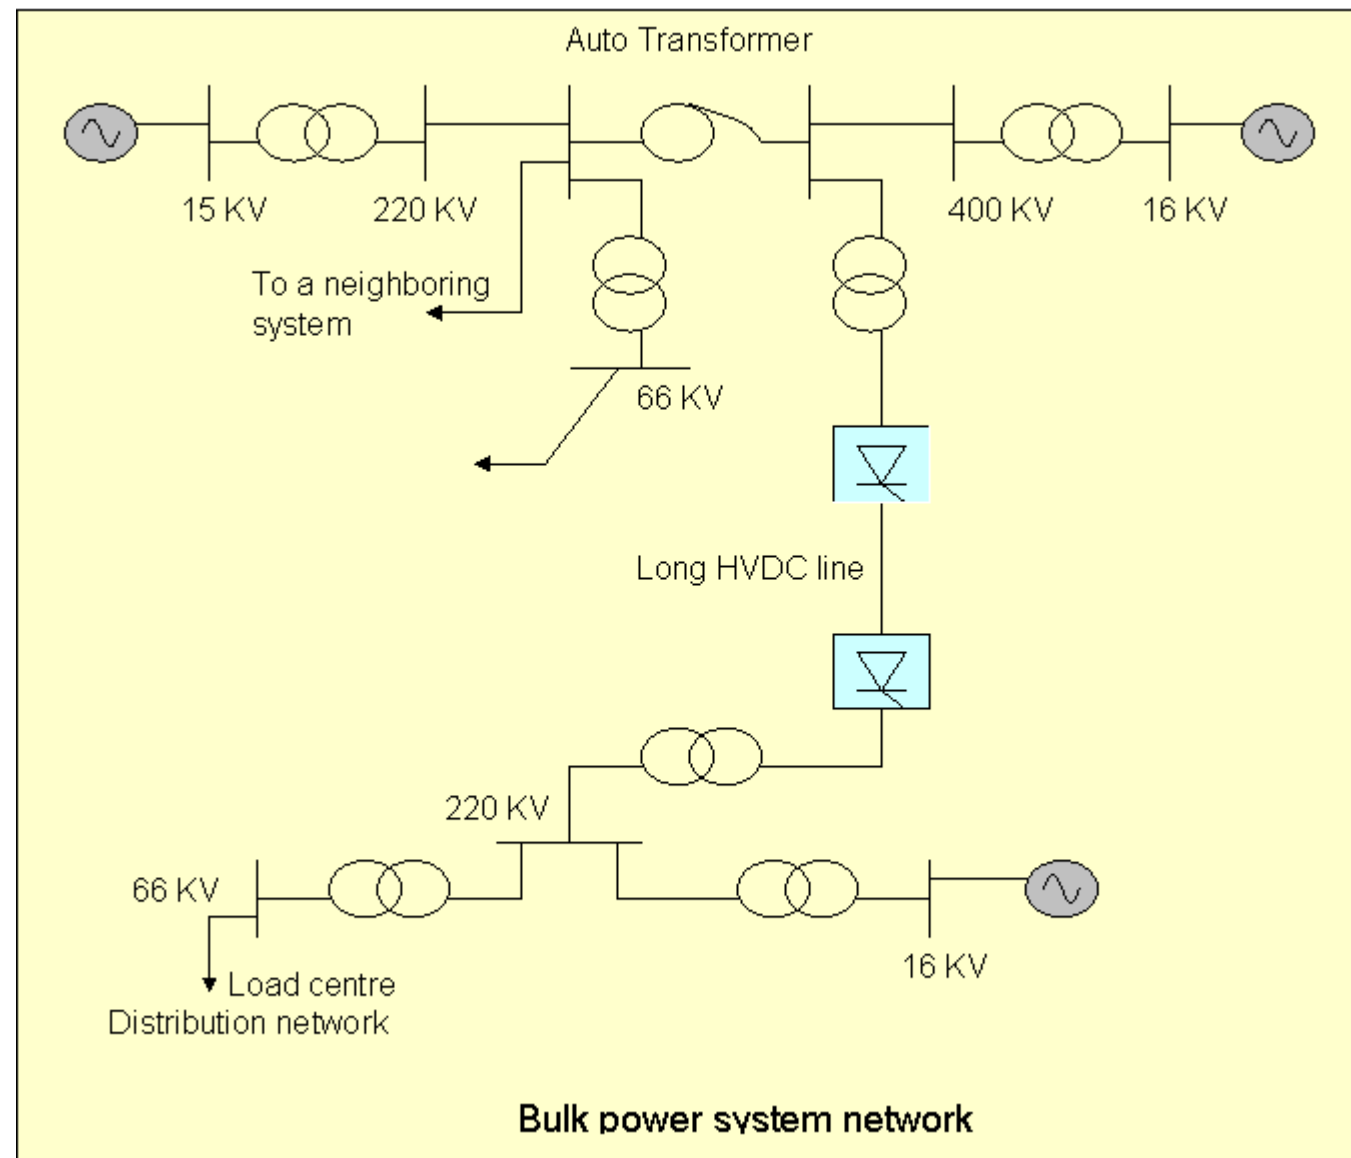 Auto Transformer
15 KV
220 KV
400 KV
16 KV
To a neighboring
system
66 KV
Long HVDC line
220 KV
66 KV
16 KV
Load centre
Distribution network
Bulk power system network